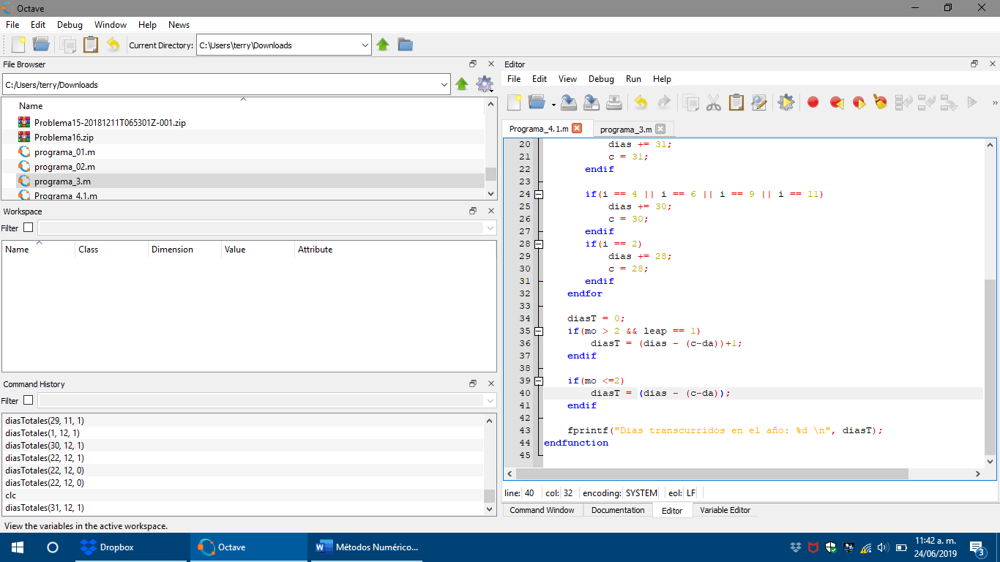 Octave
File Edit Debug Window Help News
Current Directory: C:\Users\terry\Downloads
File Browser
C:/Users/terry/Downloads
Name
Problema15-20181211T065301Z-001.zip
Problema16.zip
programa_01.m
programa_02.m
programa_3.m
Programa_4.1.m
Workspace
Filter
Name Class Dimension Value Attribute
Command History
Filter
diasTotales(29, 11, 1)
diasTotales(1, 12, 1)
diasTotales(30, 12, 1)
diasTotales(22, 12, 1)
diasTotales(22, 12, 0)
diasTotales(22, 12, 0)
clc
diasTotales(31, 12, 1)
View the variables in the active workspace.
Editor
File Edit View Debug Run Help
Programa_4.1.m programa_3.m
20 dias += 31;
21 c = 31;
22 endif
23
24 if(i == 4 || i == 6 || i == 9 || i == 11)
25 dias += 30;
26 c = 30;
27 endif
28 if(i == 2)
29 dias += 28;
30 c = 28;
31 endif
32 endfor
33
34 diasT = 0;
35 if(mo > 2 && leap == 1)
36 diasT = (dias - (c-da))+1;
37 endif
38
39 if(mo <=2)
40 diasT = (dias - (c-da));
41 endif
42
43 fprintf("Dias transcurridos en el año: %d \n", diasT);
44 endfunction
45
line: 40 col: 32 encoding: SYSTEM eol: LF
Command Window Documentation Editor Variable Editor
Dropbox Octave Métodos Numérico...
11:42 a. m.
24/06/2019
3